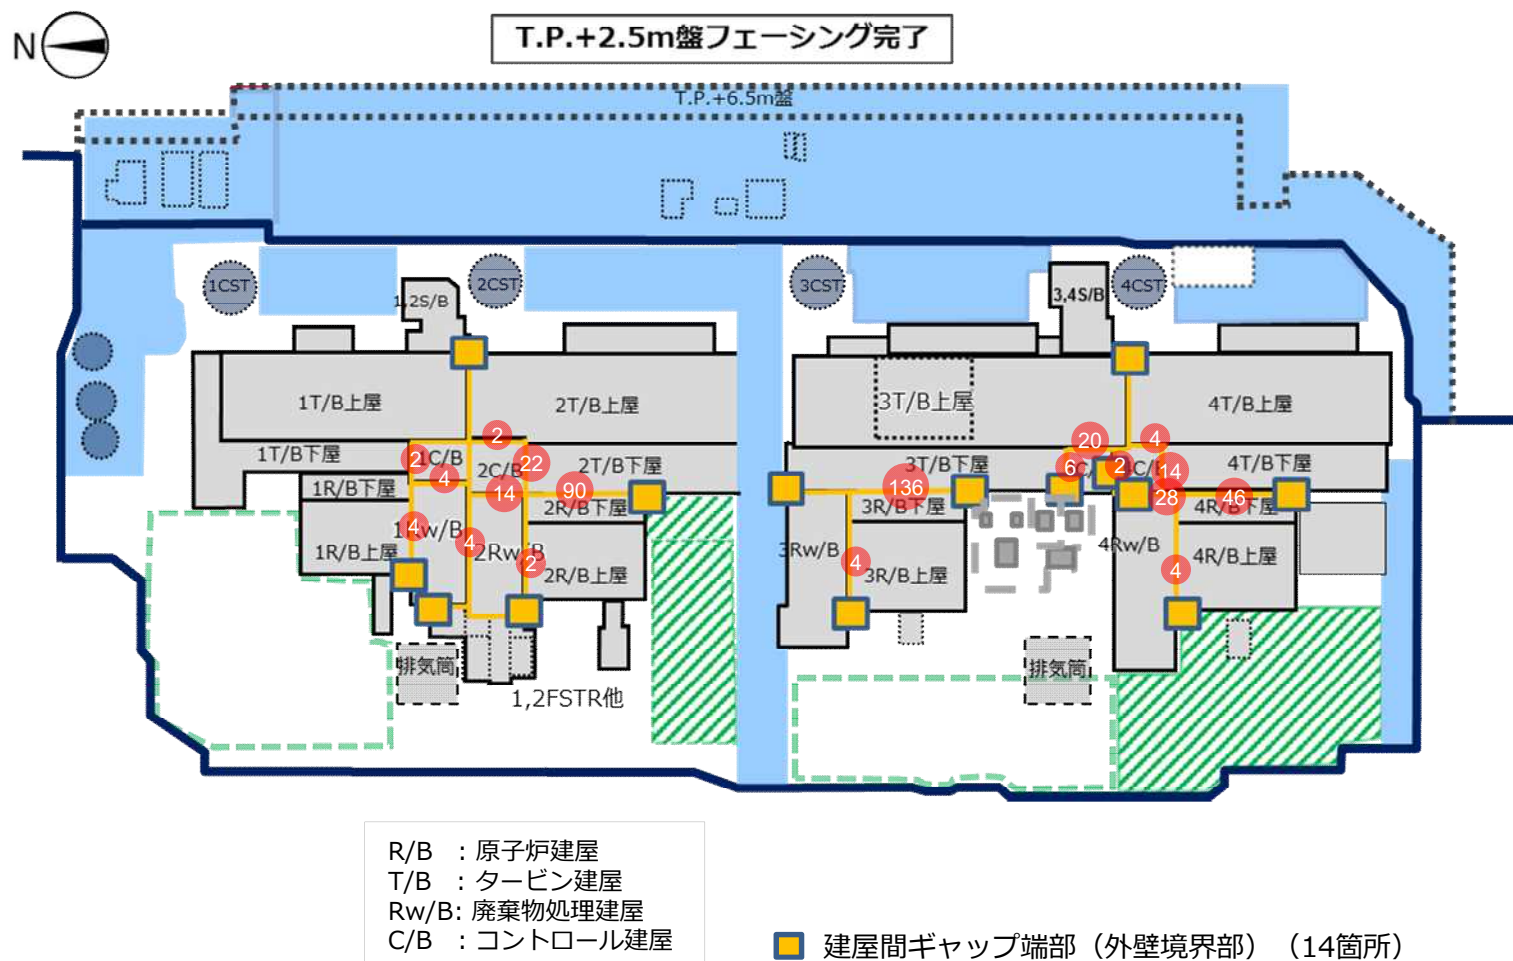 N
T.P.+2.5m盤フェーシング完了
T.P.+6.5m盤
1CST
2CST
3CST
4CST
1,2S/B
3,4S/B
1T/B上屋
2T/B上屋
3T/B上屋
4T/B上屋
20
4
2
1T/B下屋
2
1C/B
2C/B
22
2T/B下屋
3T/B下屋
6
2
4C/B
14
4T/B下屋
4
1R/B下屋
14
90
2R/B下屋
136
3R/B下屋
28
46
4R/B下屋
4
1Rw/B
4
2Rw/B
2
1R/B上屋
2R/B上屋
3Rw/B
4
3R/B上屋
4Rw/B
4
4R/B上屋
排気筒
1,2FSTR他
排気筒
R/B : 原子炉建屋
T/B : タービン建屋
Rw/B: 廃棄物処理建屋
C/B : コントロール建屋
建屋間ギャップ端部（外壁境界部）（14箇所）